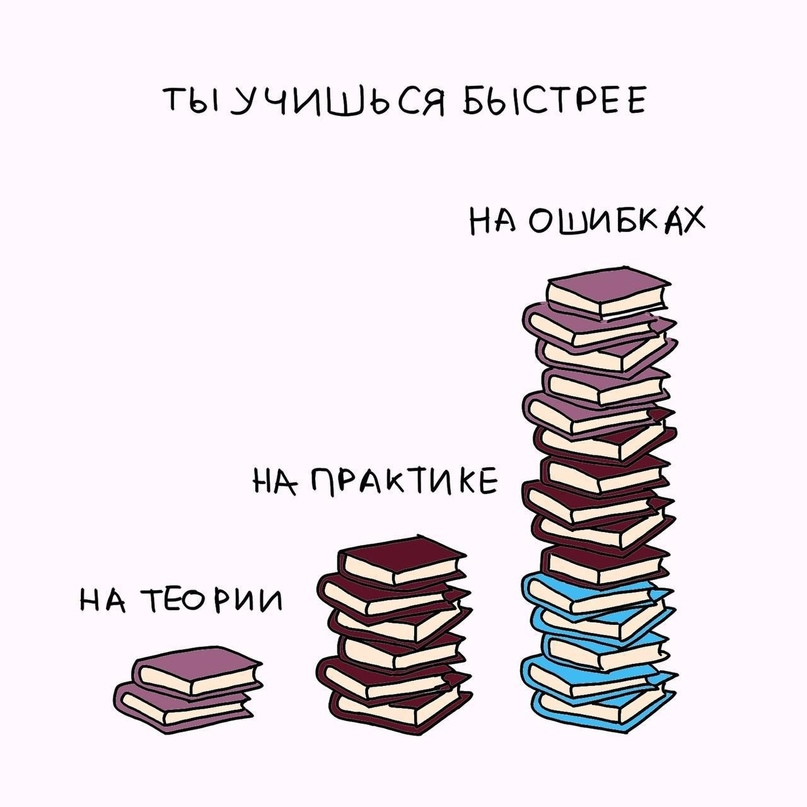 ТЫ УЧИШЬСЯ БЫСТРЕЕ
НА ОШИБКАХ
НА ПРАКТИКЕ
НА ТЕОРИИ